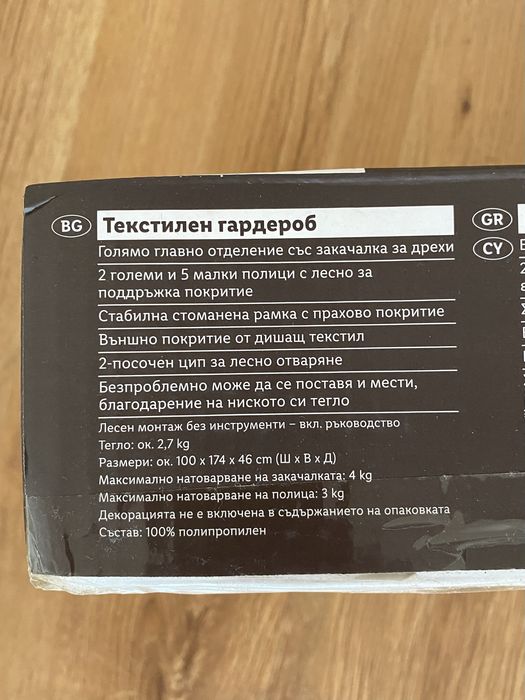 BG
Текстилен гардероб
Голямо главно отделение със закачалка за дрехи
2 големи и 5 малки полици с лесно за
поддръжка покритие
Стабилна стоманена рамка с прахово покритие
Външно покритие от дишащ текстил
2-посочен цип за лесно отваряне
Безпроблемно може да се поставя и мести,
благодарение на ниското си тегло
Лесен монтаж без инструменти – вкл. ръководство
Тегло: ок. 2,7 kg
Размери: ок. 100 x 174 x 46 cm (Ш x В x Д)
Максимално натоварване на закачалката: 4 kg
Максимално натоварване на полица: 3 kg
Декорацията не е включена в съдържанието на опаковката
Състав: 100% полипропилен
GR
CY